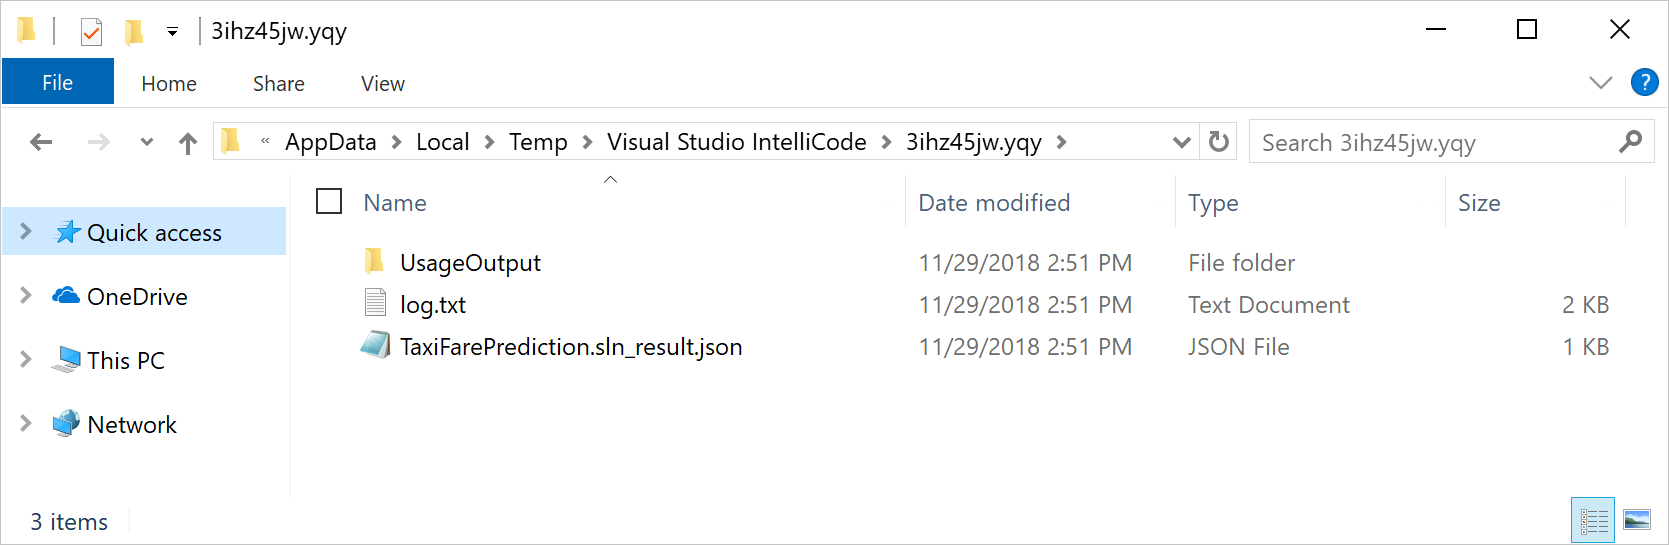 3ihz45jw.yqy
File Home Share View ?
« AppData Local Temp Visual Studio IntelliCode 3ihz45jw.yqy Search 3ihz45jw.yqy
Name Date modified Type Size
Quick access
UsageOutput 11/29/2018 2:51 PM File folder
OneDrive
log.txt 11/29/2018 2:51 PM Text Document 2 KB
This PC
TaxiFarePrediction.sln_result.json 11/29/2018 2:51 PM JSON File 1 KB
Network
3 items